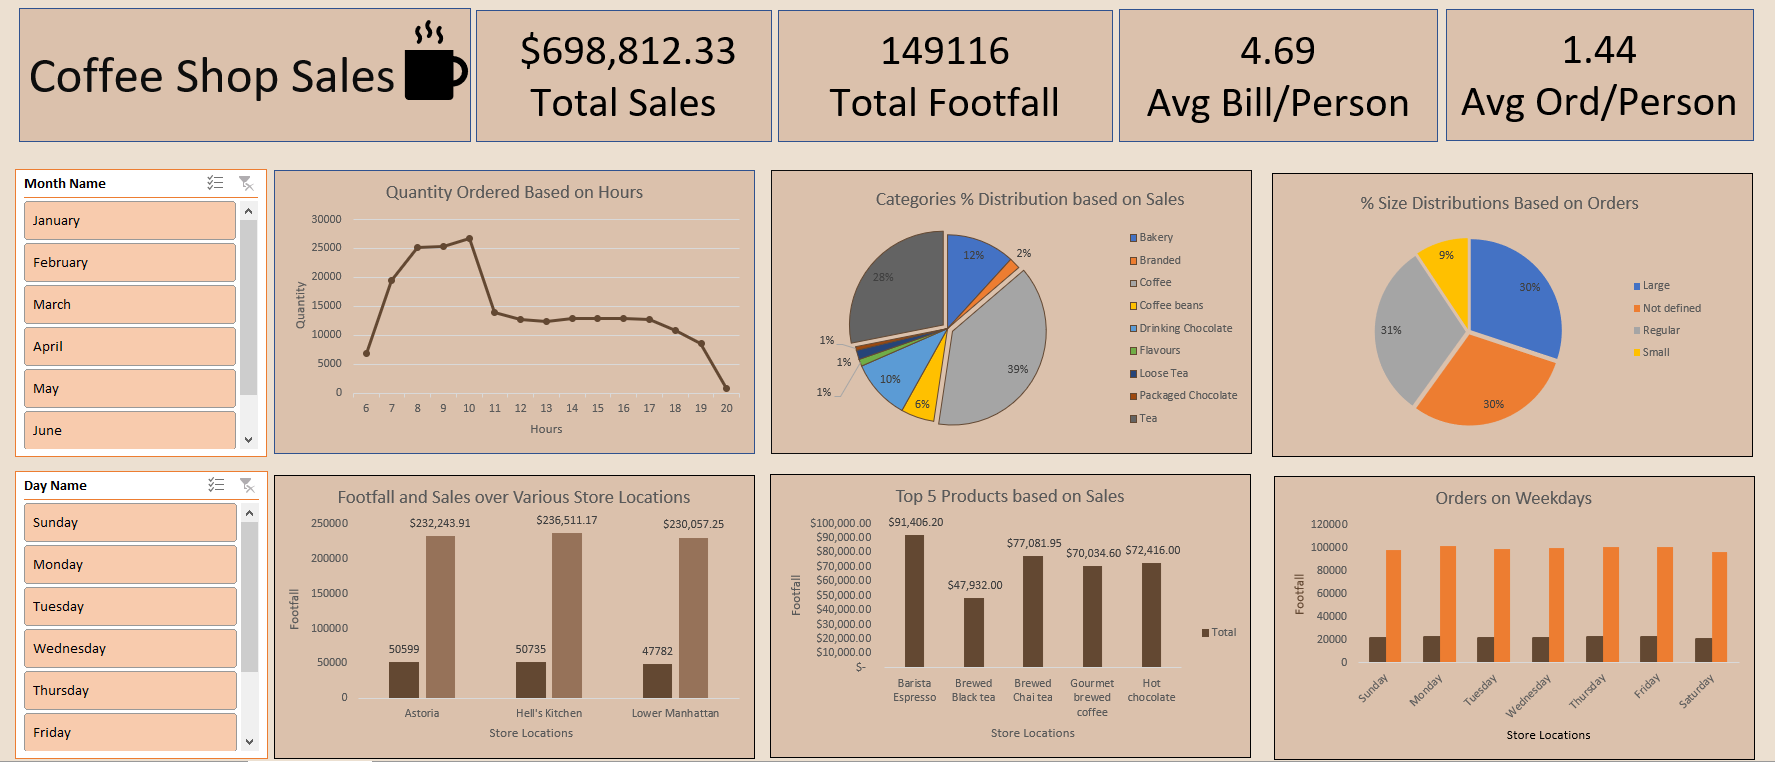 Coffee Shop Sales
$698,812.33
Total Sales
149116
Total Footfall
4.69
Avg Bill/Person
1.44
Avg Ord/Person
Month Name
January
February
March
April
May
June
Quantity Ordered Based on Hours
30000
25000
20000
15000
10000
5000
0
Quantity
6 7 8 9 10 11 12 13 14 15 16 17 18 19 20
Hours
Categories % Distribution based on Sales
12%
2%
39%
6%
10%
1%
1%
1%
28%
Bakery
Branded
Coffee
Coffee beans
Drinking Chocolate
Flavours
Loose Tea
Packaged Chocolate
Tea
% Size Distributions Based on Orders
30%
30%
31%
9%
Large
Not defined
Regular
Small
Day Name
Sunday
Monday
Tuesday
Wednesday
Thursday
Friday
Footfall and Sales over Various Store Locations
250000
200000
150000
100000
50000
0
Footfall
$232,243.91
$236,511.17
$230,057.25
50599
50735
47782
Astoria
Hell's Kitchen
Lower Manhattan
Store Locations
Top 5 Products based on Sales
$100,000.00
$90,000.00
$80,000.00
$70,000.00
$60,000.00
$50,000.00
$40,000.00
$30,000.00
$20,000.00
$10,000.00
$-
Footfall
$91,406.20
$47,932.00
$77,081.95
$70,034.60
$72,416.00
Barista
Espresso
Brewed
Black tea
Brewed
Chai tea
Gourmet
brewed
coffee
Hot
chocolate
Store Locations
Total
Orders on Weekdays
120000
100000
80000
60000
40000
20000
0
Footfall
Sunday
Monday
Tuesday
Wednesday
Thursday
Friday
Saturday
Store Locations